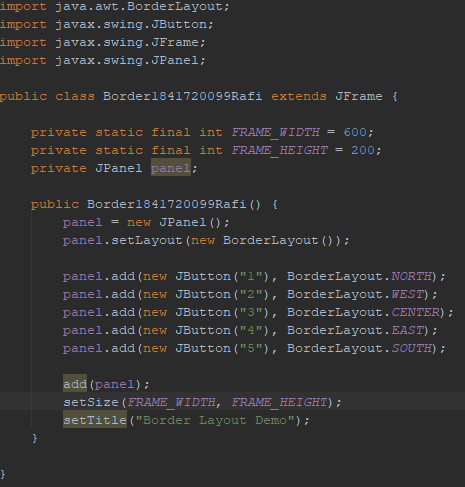 import java.awt.BorderLayout;
import javax.swing.JButton;
import javax.swing.JFrame;
import javax.swing.JPanel;

public class Border1841720099Rafi extends JFrame {

    private static final int FRAME_WIDTH = 600;
    private static final int FRAME_HEIGHT = 200;
    private JPanel panel;

    public Border1841720099Rafi() {
        panel = new JPanel();
        panel.setLayout(new BorderLayout());

        panel.add(new JButton("1"), BorderLayout.NORTH);
        panel.add(new JButton("2"), BorderLayout.WEST);
        panel.add(new JButton("3"), BorderLayout.CENTER);
        panel.add(new JButton("4"), BorderLayout.EAST);
        panel.add(new JButton("5"), BorderLayout.SOUTH);

        add(panel);
        setSize(FRAME_WIDTH, FRAME_HEIGHT);
        setTitle("Border Layout Demo");
    }

}